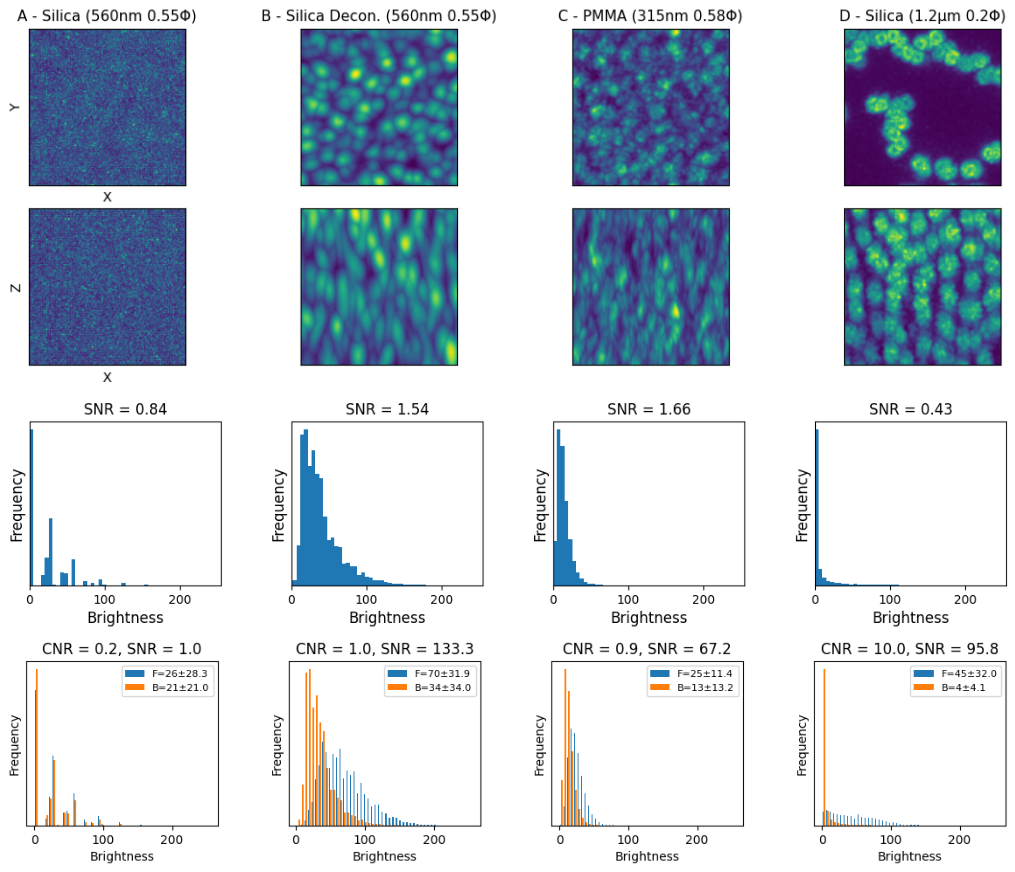 A - Silica (560nm 0.55Φ)
B - Silica Decon. (560nm 0.55Φ)
C - PMMA (315nm 0.58Φ)
D - Silica (1.2μm 0.2Φ)
Y
X
Z
X
SNR = 0.84
SNR = 1.54
SNR = 1.66
SNR = 0.43
Frequency
Frequency
Frequency
Frequency
0 200
0 100 200
0 100 200
0 100 200
Brightness
Brightness
Brightness
Brightness
CNR = 0.2, SNR = 1.0
CNR = 1.0, SNR = 133.3
CNR = 0.9, SNR = 67.2
CNR = 10.0, SNR = 95.8
F=26±28.3
B=21±21.0
F=70±31.9
B=34±34.0
F=25±11.4
B=13±13.2
F=45±32.0
B=4±4.1
Frequency
Frequency
Frequency
Frequency
0 100 200
0 100 200
0 100 200
0 100 200
Brightness
Brightness
Brightness
Brightness